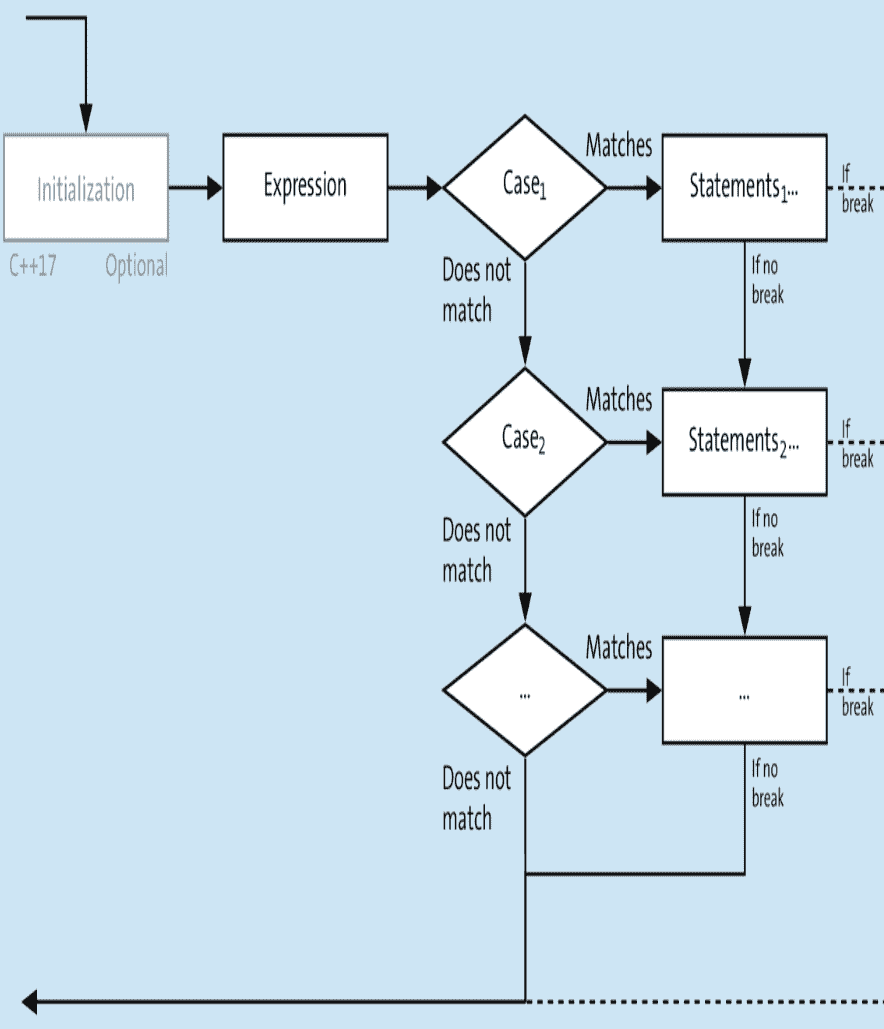 Initialization
C++17 Optional
Expression
Case1
Matches
Statements1...
If
break
Does not
match
If no
break
Case2
Matches
Statements2...
If
break
Does not
match
If no
break
...
Matches
...
If
break
Does not
match
If no
break